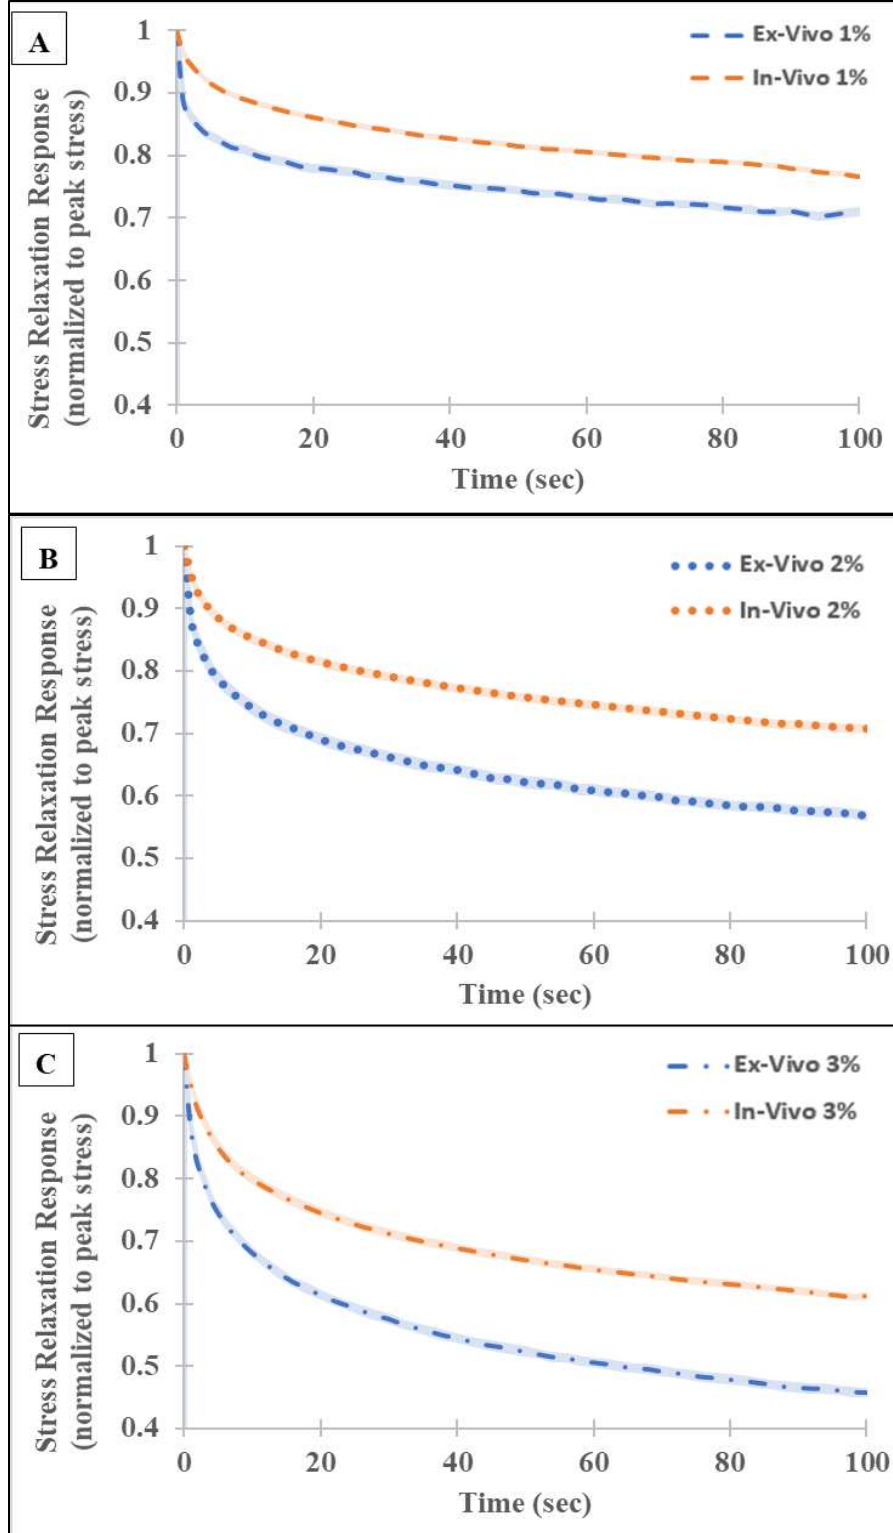 A
Ex-Vivo 1%
In-Vivo 1%
Stress Relaxation Response
(normalized to peak stress)
1
0.9
0.8
0.7
0.6
0.5
0.4
0 20 40 60 80 100
Time (sec)
B
Ex-Vivo 2%
In-Vivo 2%
Stress Relaxation Response
(normalized to peak stress)
1
0.9
0.8
0.7
0.6
0.5
0.4
0 20 40 60 80 100
Time (sec)
C
Ex-Vivo 3%
In-Vivo 3%
Stress Relaxation Response
(normalized to peak stress)
1
0.9
0.8
0.7
0.6
0.5
0.4
0 20 40 60 80 100
Time (sec)